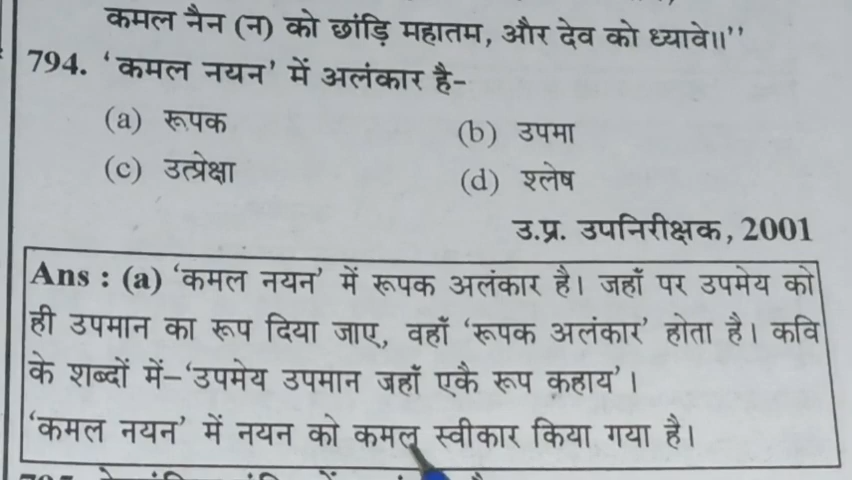 कमल नैन (न) को छांड़ि महातम, और देव को ध्यावे॥''
794. 'कमल नयन' में अलंकार है-
(a) रूपक (b) उपमा
(c) उत्प्रेक्षा (d) श्लेष
उ.प्र. उपनिरीक्षक, 2001
Ans : (a) 'कमल नयन' में रूपक अलंकार है। जहाँ पर उपमेय को
ही उपमान का रूप दिया जाए, वहाँ 'रूपक अलंकार' होता है। कवि
के शब्दों में–'उपमेय उपमान जहाँ एकै रूप कहाय'।
'कमल नयन' में नयन को कमल स्वीकार किया गया है।